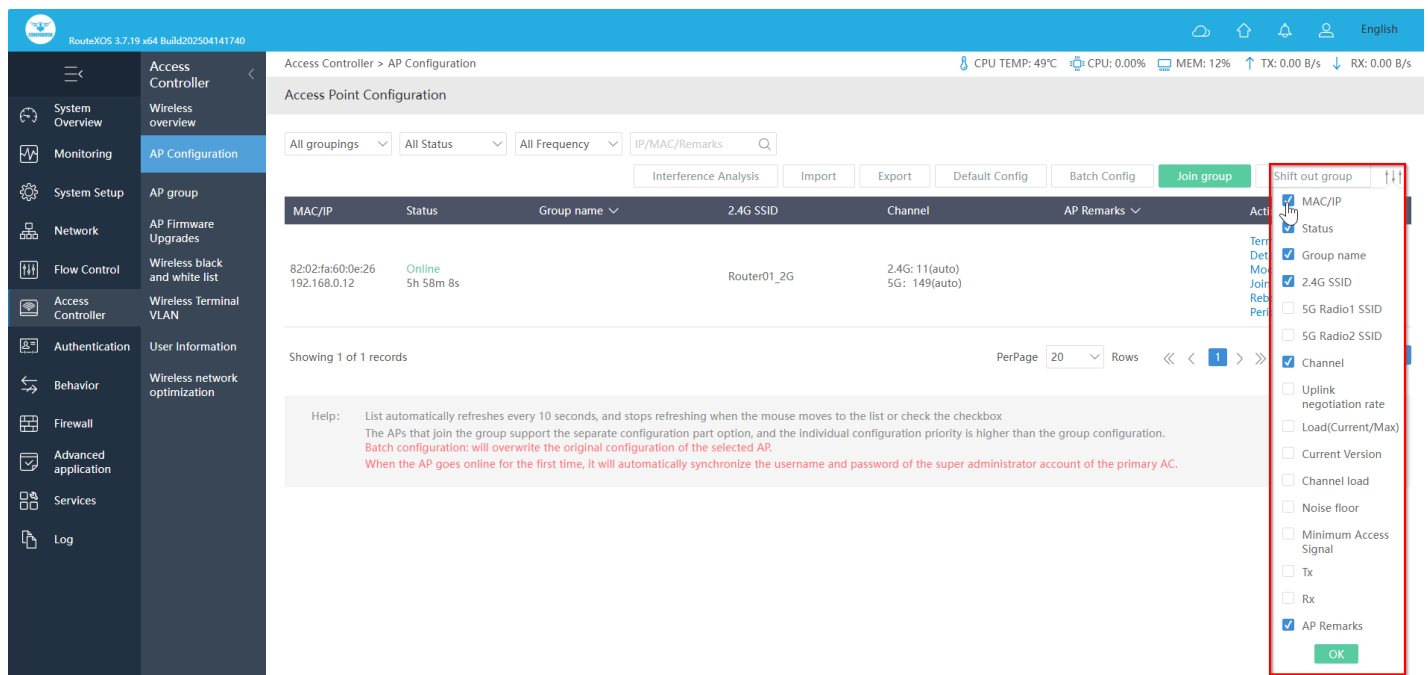 RouteXOS 3.7.19 x64 Build202504141740
English
Access Controller
Access Controller > AP Configuration
CPU TEMP: 49℃
CPU: 0.00%
MEM: 12%
TX: 0.00 B/s
RX: 0.00 B/s
Access Point Configuration
System Overview
Monitoring
System Setup
Network
Flow Control
Access Controller
Authentication
Behavior
Firewall
Advanced application
Services
Log
Wireless overview
AP Configuration
AP group
AP Firmware Upgrades
Wireless black and white list
Wireless Terminal VLAN
User Information
Wireless network optimization
All groupings
All Status
All Frequency
IP/MAC/Remarks
Interference Analysis
Import
Export
Default Config
Batch Config
Join group
Shift out group
MAC/IP
Status
Group name
2.4G SSID
Channel
AP Remarks
82:02:fa:60:0e:26
192.168.0.12
Online
5h 58m 8s
Router01_2G
2.4G: 11(auto)
5G: 149(auto)
Showing 1 of 1 records
PerPage 20 Rows
1
Help:
List automatically refreshes every 10 seconds, and stops refreshing when the mouse moves to the list or check the checkbox
The APs that join the group support the separate configuration part option, and the individual configuration priority is higher than the group configuration.
Batch configuration: will overwrite the original configuration of the selected AP.
When the AP goes online for the first time, it will automatically synchronize the username and password of the super administrator account of the primary AC.
MAC/IP
Status
Group name
2.4G SSID
5G Radio1 SSID
5G Radio2 SSID
Channel
Uplink
negotiation rate
Load(Current/Max)
Current Version
Channel load
Noise floor
Minimum Access
Signal
Tx
Rx
AP Remarks
OK